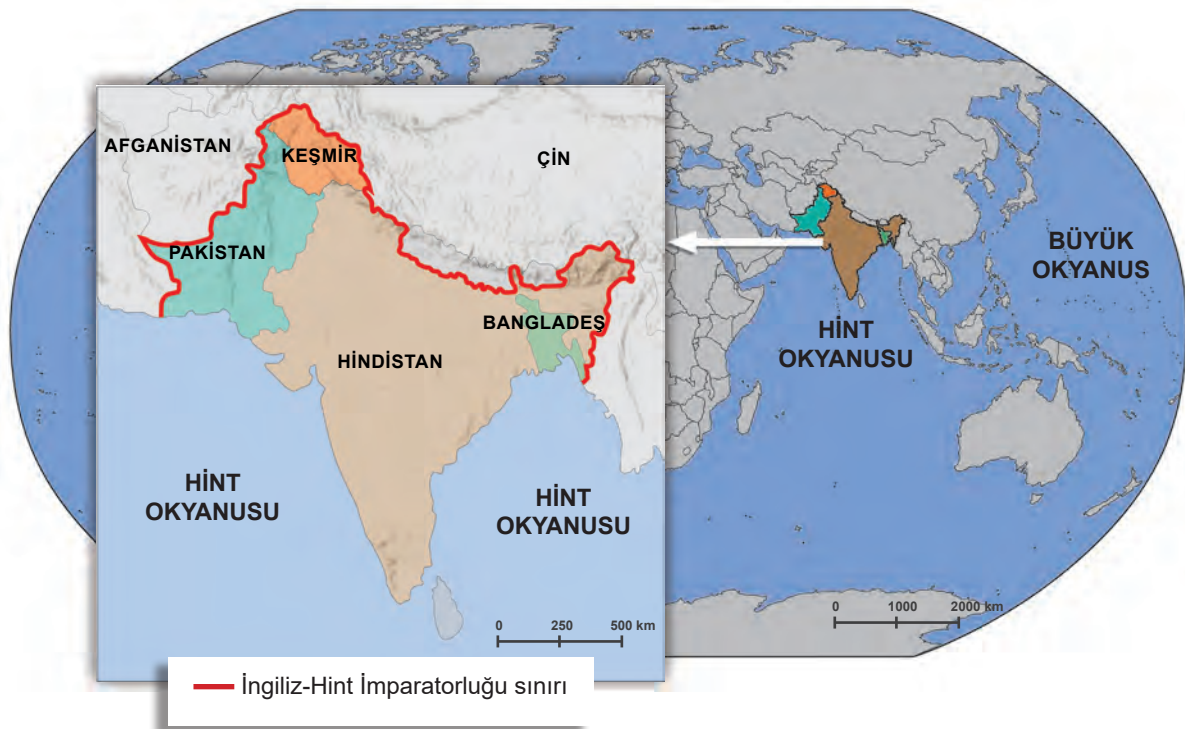 AFGANİSTAN
KEŞMİR
ÇİN
PAKİSTAN
BANGLADEŞ
HİNDİSTAN
HİNT
OKYANUSU
HİNT
OKYANUSU
0 250 500 km
BÜYÜK
OKYANUS
HİNT
OKYANUSU
0 1000 2000 km
İngiliz-Hint İmparatorluğu sınırı